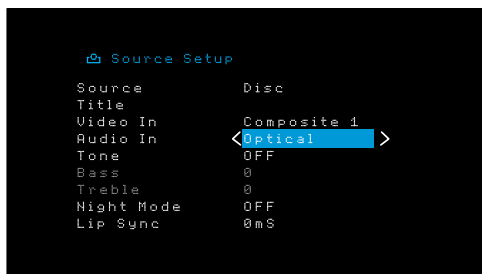 Source Setup
Source Disc
Title
Video In Composite 1
Audio In <Optical >
Tone OFF
Bass 0
Treble 0
Night Mode OFF
Lip Sync 0mS